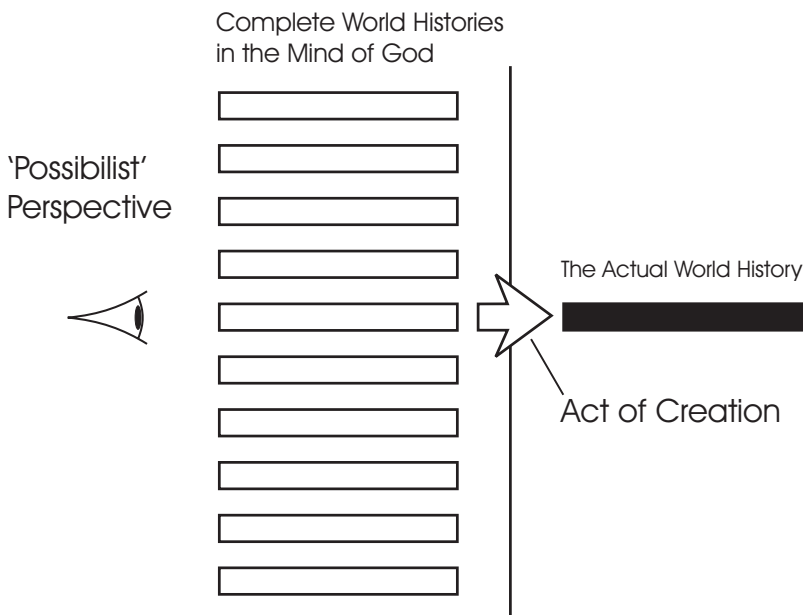 Complete World Histories
in the Mind of God
‘Possibilist’
Perspective
The Actual World History
Act of Creation